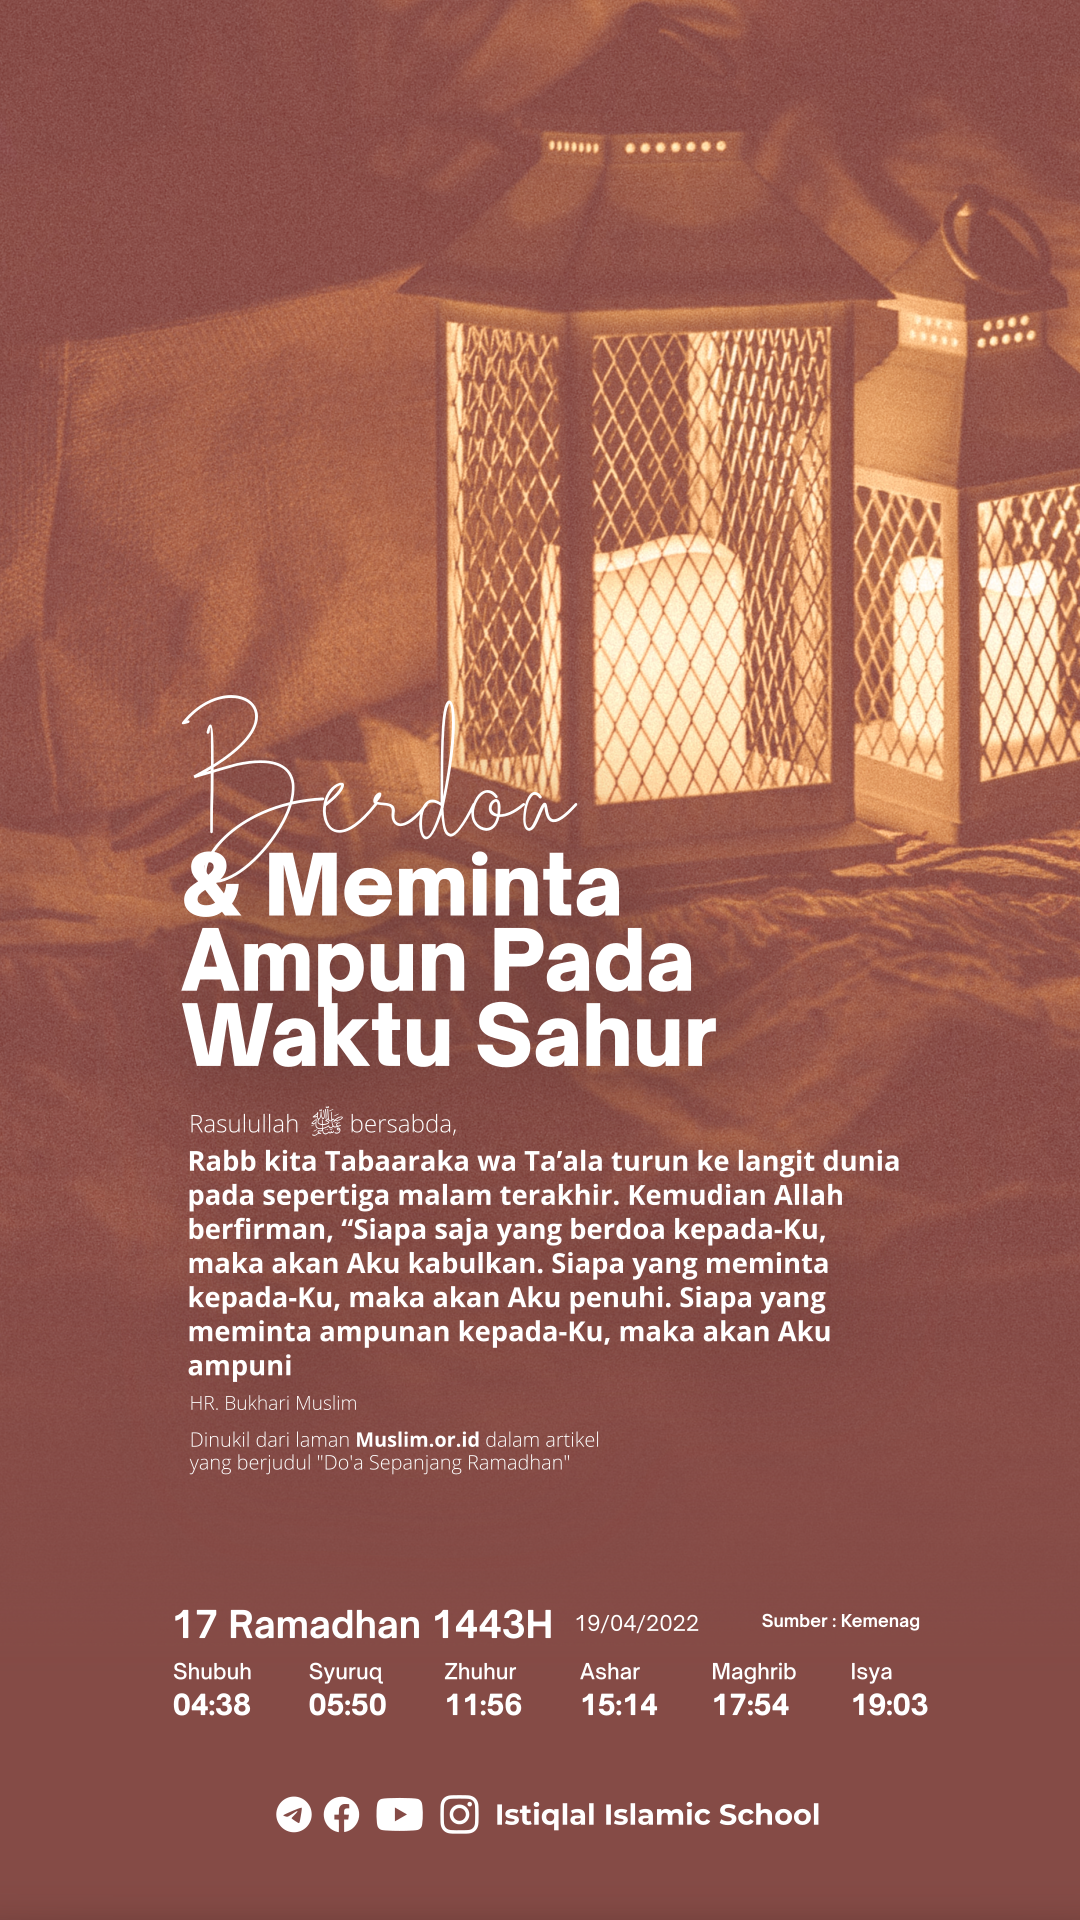 Berdoa
& Meminta
Ampun Pada
Waktu Sahur
Rasulullah ﷺ bersabda,
Rabb kita Tabaaraka wa Ta’ala turun ke langit dunia
pada sepertiga malam terakhir. Kemudian Allah
berfirman, “Siapa saja yang berdoa kepada-Ku,
maka akan Aku kabulkan. Siapa yang meminta
kepada-Ku, maka akan Aku penuhi. Siapa yang
meminta ampunan kepada-Ku, maka akan Aku
ampuni
HR. Bukhari Muslim
Dinukil dari laman Muslim.or.id dalam artikel
yang berjudul "Do'a Sepanjang Ramadhan"
17 Ramadhan 1443H 19/04/2022 Sumber : Kemenag
Shubuh Syuruq Zhuhur Ashar Maghrib Isya
04:38 05:50 11:56 15:14 17:54 19:03
Istiqlal Islamic School